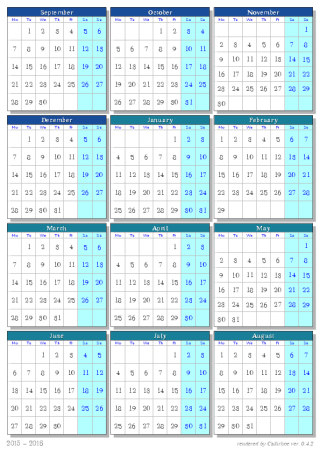 September
Mo Tu We Th Fr Sa Su
1 2 3 4 5 6
7 8 9 10 11 12 13
14 15 16 17 18 19 20
21 22 23 24 25 26 27
28 29 30
October
Mo Tu We Th Fr Sa Su
1 2 3 4
5 6 7 8 9 10 11
12 13 14 15 16 17 18
19 20 21 22 23 24 25
26 27 28 29 30 31
November
Mo Tu We Th Fr Sa Su
1
2 3 4 5 6 7 8
9 10 11 12 13 14 15
16 17 18 19 20 21 22
23 24 25 26 27 28 29
30
December
Mo Tu We Th Fr Sa Su
1 2 3 4 5 6
7 8 9 10 11 12 13
14 15 16 17 18 19 20
21 22 23 24 25 26 27
28 29 30 31
January
Mo Tu We Th Fr Sa Su
1 2 3
4 5 6 7 8 9 10
11 12 13 14 15 16 17
18 19 20 21 22 23 24
25 26 27 28 29 30 31
February
Mo Tu We Th Fr Sa Su
1 2 3 4 5 6 7
8 9 10 11 12 13 14
15 16 17 18 19 20 21
22 23 24 25 26 27 28
29
March
Mo Tu We Th Fr Sa Su
1 2 3 4 5 6
7 8 9 10 11 12 13
14 15 16 17 18 19 20
21 22 23 24 25 26 27
28 29 30 31
April
Mo Tu We Th Fr Sa Su
1 2 3
4 5 6 7 8 9 10
11 12 13 14 15 16 17
18 19 20 21 22 23 24
25 26 27 28 29 30
May
Mo Tu We Th Fr Sa Su
1
2 3 4 5 6 7 8
9 10 11 12 13 14 15
16 17 18 19 20 21 22
23 24 25 26 27 28 29
30 31
June
Mo Tu We Th Fr Sa Su
1 2 3 4 5
6 7 8 9 10 11 12
13 14 15 16 17 18 19
20 21 22 23 24 25 26
27 28 29 30
July
Mo Tu We Th Fr Sa Su
1 2 3
4 5 6 7 8 9 10
11 12 13 14 15 16 17
18 19 20 21 22 23 24
25 26 27 28 29 30 31
August
Mo Tu We Th Fr Sa Su
1 2 3 4 5 6 7
8 9 10 11 12 13 14
15 16 17 18 19 20 21
22 23 24 25 26 27 28
29 30 31
2015 – 2016
rendered by ver.